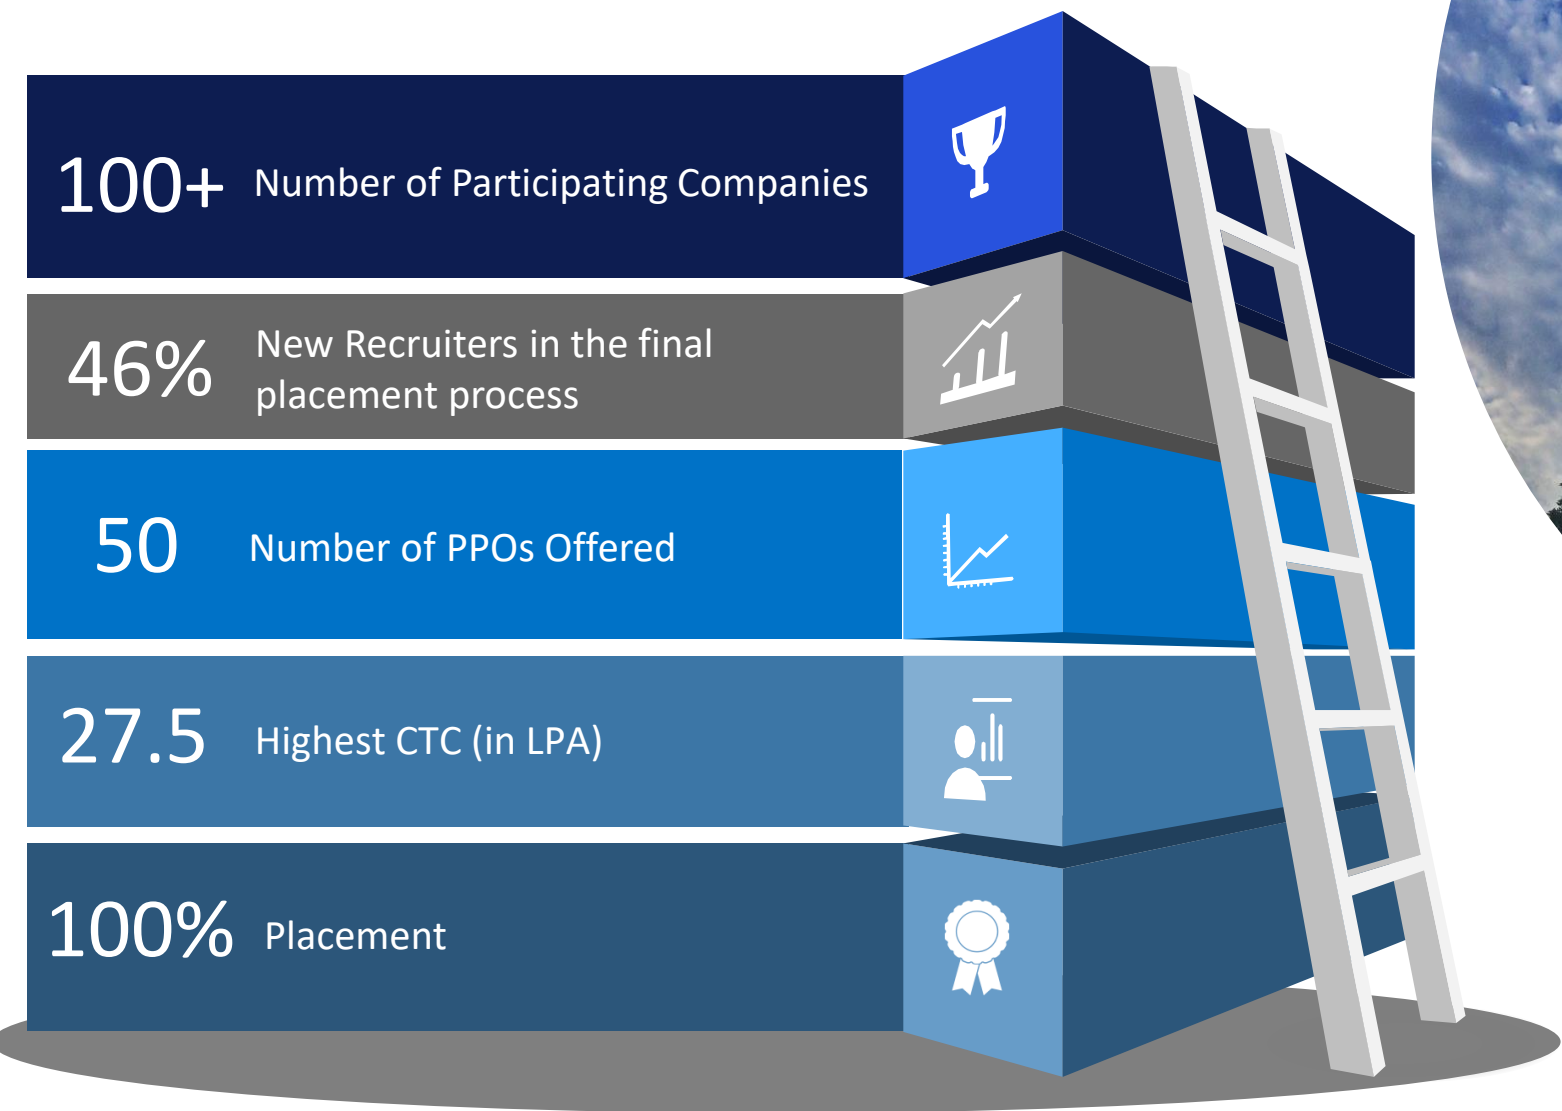 100+ Number of Participating Companies
46% New Recruiters in the final
placement process
50 Number of PPOs Offered
27.5 Highest CTC (in LPA)
100% Placement